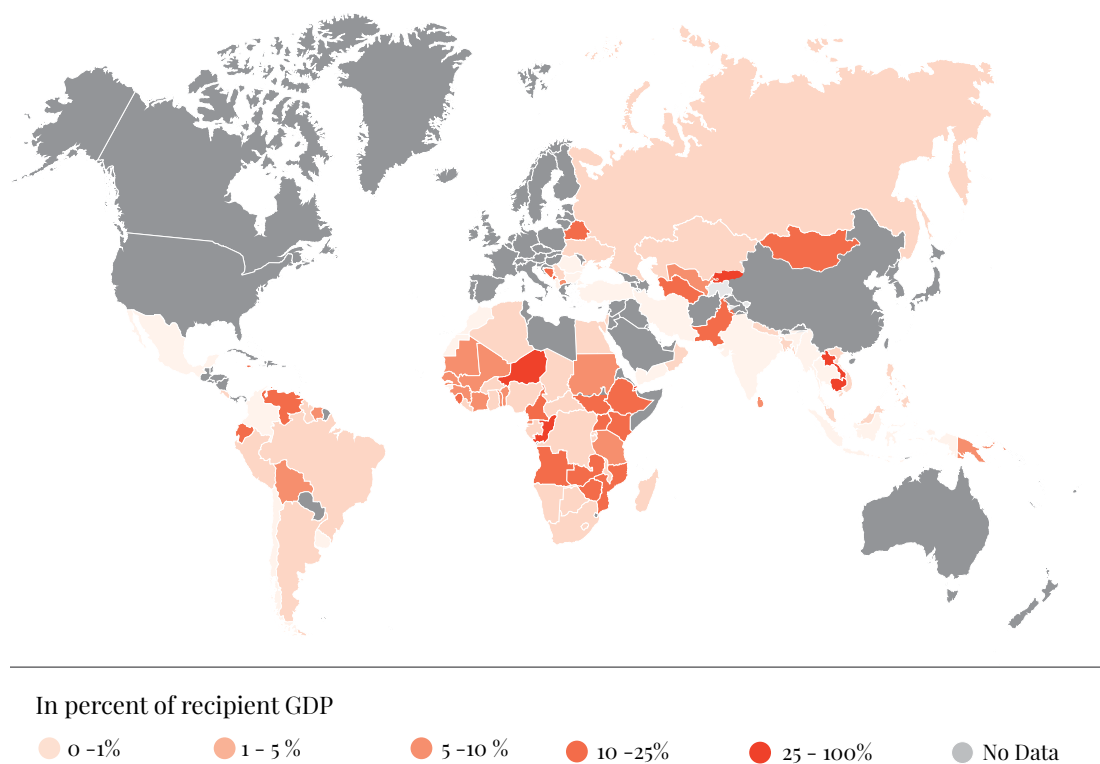 In percent of recipient GDP
0 -1% 1 - 5 % 5 -10 % 10 -25% 25 - 100% No Data